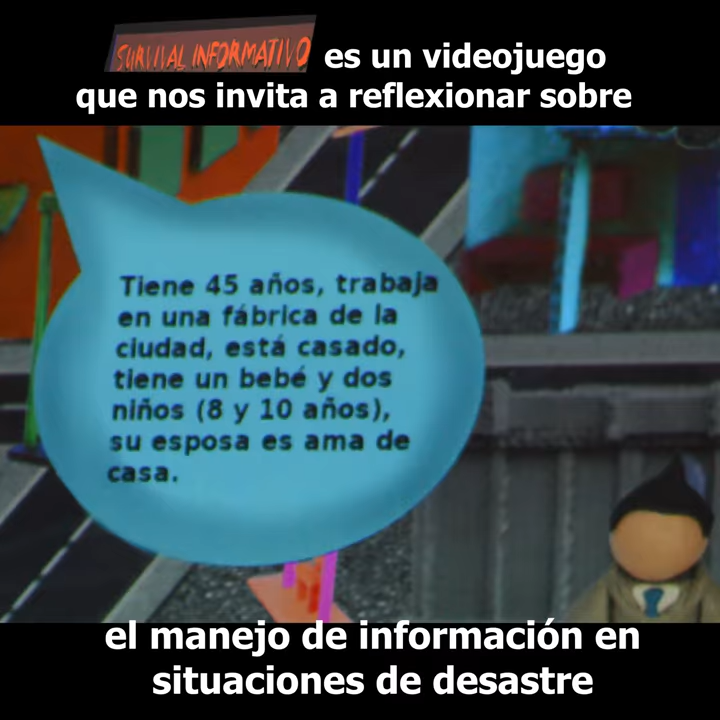 SURVIVAL INFORMATIVO es un videojuego
que nos invita a reflexionar sobre
Tiene 45 años, trabaja
en una fábrica de la
ciudad, está casado,
tiene un bebé y dos
niños (8 y 10 años),
su esposa es ama de
casa.
el manejo de información en
situaciones de desastre